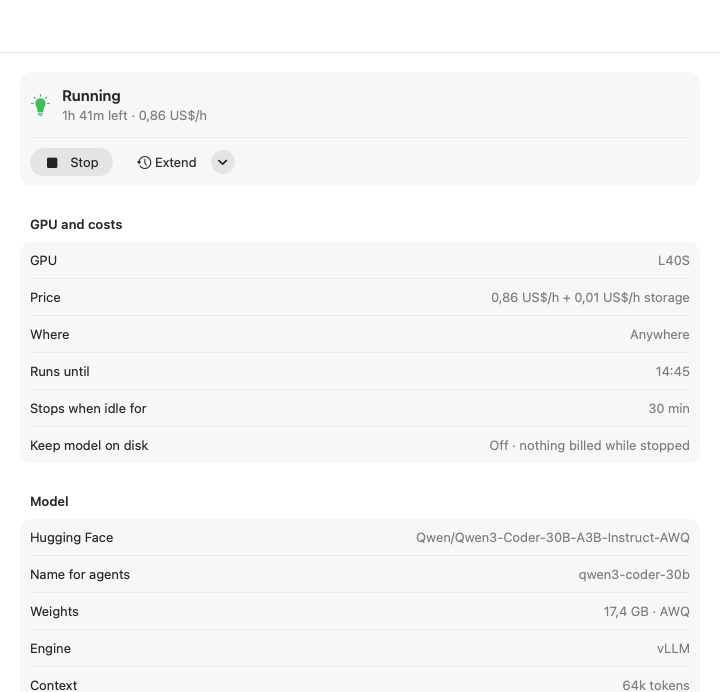 Running
1h 41m left · 0,86 US$/h
Stop
Extend
GPU and costs
GPU L40S
Price 0,86 US$/h + 0,01 US$/h storage
Where Anywhere
Runs until 14:45
Stops when idle for 30 min
Keep model on disk Off · nothing billed while stopped
Model
Hugging Face Qwen/Qwen3-Coder-30B-A3B-Instruct-AWQ
Name for agents qwen3-coder-30b
Weights 17,4 GB · AWQ
Engine vLLM
Context 64k tokens